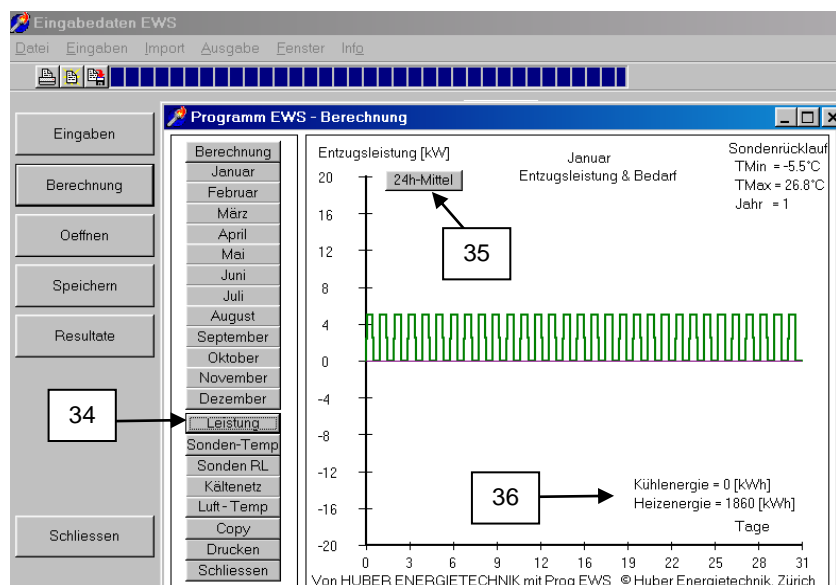 Eingabedaten EWS
Datei Eingaben Import Ausgabe Fenster Info
Programm EWS - Berechnung
Eingaben
Berechnung
Oeffnen
Speichern
Resultate
Schliessen
Berechnung
Januar
Februar
März
April
Mai
Juni
Juli
August
September
Oktober
November
Dezember
Leistung
Sonden-Temp
Sonden RL
Kältenetz
Luft-Temp
Copy
Drucken
Schliessen
34
Entzugsleistung [kW]
24h-Mittel
35
Januar
Entzugsleistung & Bedarf
Sondenrücklauf
TMin = -5.5°C
TMax = 26.8°C
Jahr = 1
20
16
12
8
4
0
-4
-8
-12
-16
-20
36
Kühlenergie = 0 [kWh]
Heizenergie = 1860 [kWh]
Tage
0 3 6 9 12 16 19 22 25 28 31
Von HUBER ENERGIETECHNIK mit Prog EWS © Huber Energietechnik, Zürich